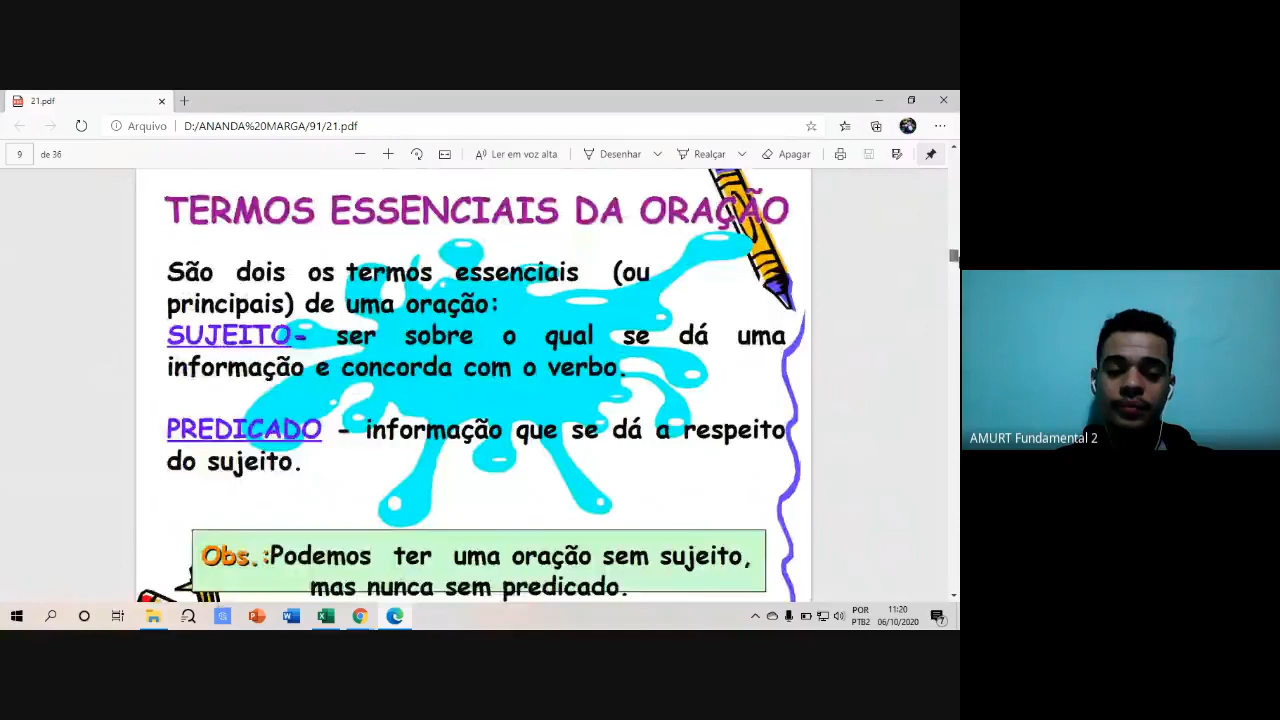 21.pdf
Arquivo
D:/ANANDA%20MARGA/91/21.pdf
9 de 36
Ler em voz alta
Desenhar
Realçar
Apagar
TERMOS ESSENCIAIS DA ORAÇÃO
São dois os termos essenciais (ou
principais) de uma oração:
SUJEITO- ser sobre o qual se dá uma
informação e concorda com o verbo.
PREDICADO - informação que se dá a respeito
do sujeito.
Obs.:Podemos ter uma oração sem sujeito,
mas nunca sem predicado.
AMURT Fundamental 2
POR
PTB2
11:20
06/10/2020